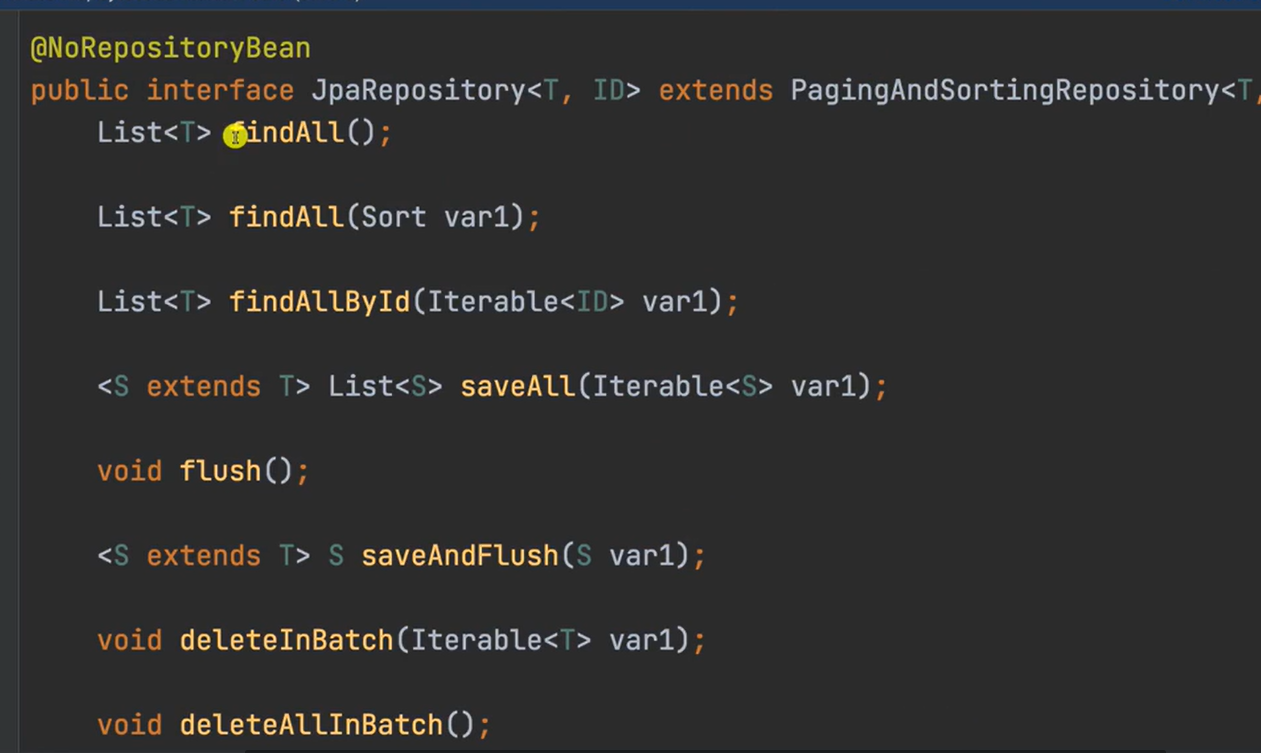 @NoRepositoryBean
public interface JpaRepository<T, ID> extends PagingAndSortingRepository<T,
List<T> findAll();
List<T> findAll(Sort var1);
List<T> findAllById(Iterable<ID> var1);
<S extends T> List<S> saveAll(Iterable<S> var1);
void flush();
<S extends T> S saveAndFlush(S var1);
void deleteInBatch(Iterable<T> var1);
void deleteAllInBatch();